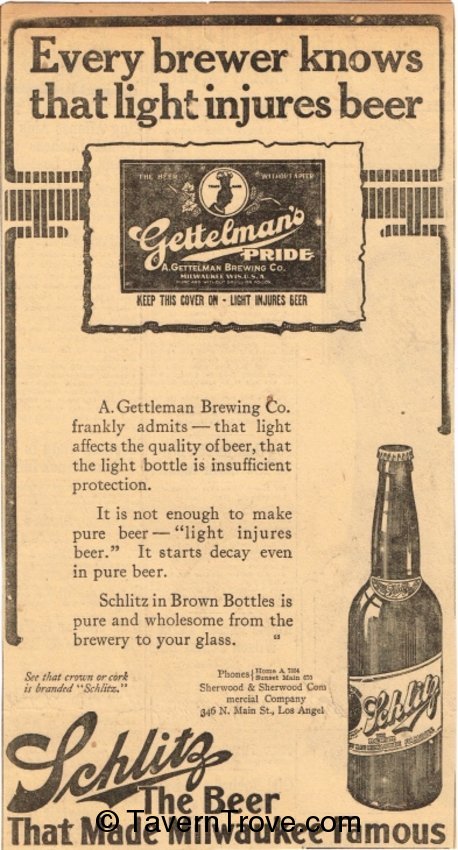 Every brewer knows
that light injures beer
THE BEER
WITHOUT A PEER
TRADE MARK
Gettelman's
PRIDE
A. GETTELMAN BREWING CO.
MILWAUKEE WIS. U.S.A.
KEEP THIS COVER ON - LIGHT INJURES BEER
A. Gettleman Brewing Co.
frankly admits — that light
affects the quality of beer, that
the light bottle is insufficient
protection.
It is not enough to make
pure beer — "light injures
beer." It starts decay even
in pure beer.
Schlitz in Brown Bottles is
pure and wholesome from the
brewery to your glass.
See that crown or cork
is branded "Schlitz."
Phones Home A
Sunset Main
Sherwood & Sherwood Com
mercial Company
346 N. Main St., Los Angel
Schlitz
Schlitz
The Beer
That Made Milwaukee Famous
© TavernTrove.com